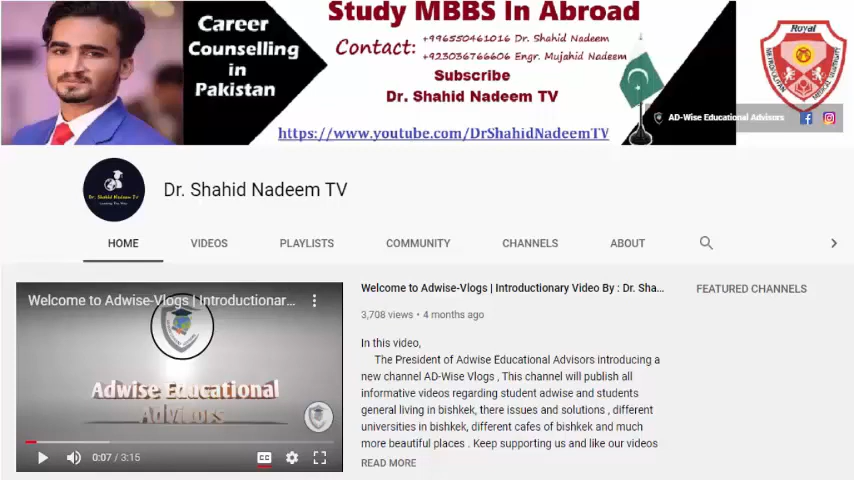 Study MBBS In Abroad
Career
Counselling
in
Pakistan
Contact:
+996550461016 Dr. Shahid Nadeem
+923036766606 Engr. Mujahid Nadeem
Subscribe
Dr. Shahid Nadeem TV
https://www.youtube.com/DrShahidNadeemTV
Royal
AD-Wise Educational Advisors
Dr. Shahid Nadeem TV
Dr. Shahid Nadeem TV
HOME VIDEOS PLAYLISTS COMMUNITY CHANNELS ABOUT
Welcome to Adwise-Vlogs | Introductionar...
Adwise Educational
Advisors
0:07 / 3:15
CC
Welcome to Adwise-Vlogs | Introductionary Video By : Dr. Sha...
3,708 views • 4 months ago
In this video,
The President of Adwise Educational Advisors introducing a
new channel AD-Wise Vlogs , This channel will publish all
informative videos regarding student adwise and students
general living in bishkek, there issues and solutions , different
universities in bishkek, different cafes of bishkek and much
more beautiful places . Keep supporting us and like our videos
READ MORE
FEATURED CHANNELS